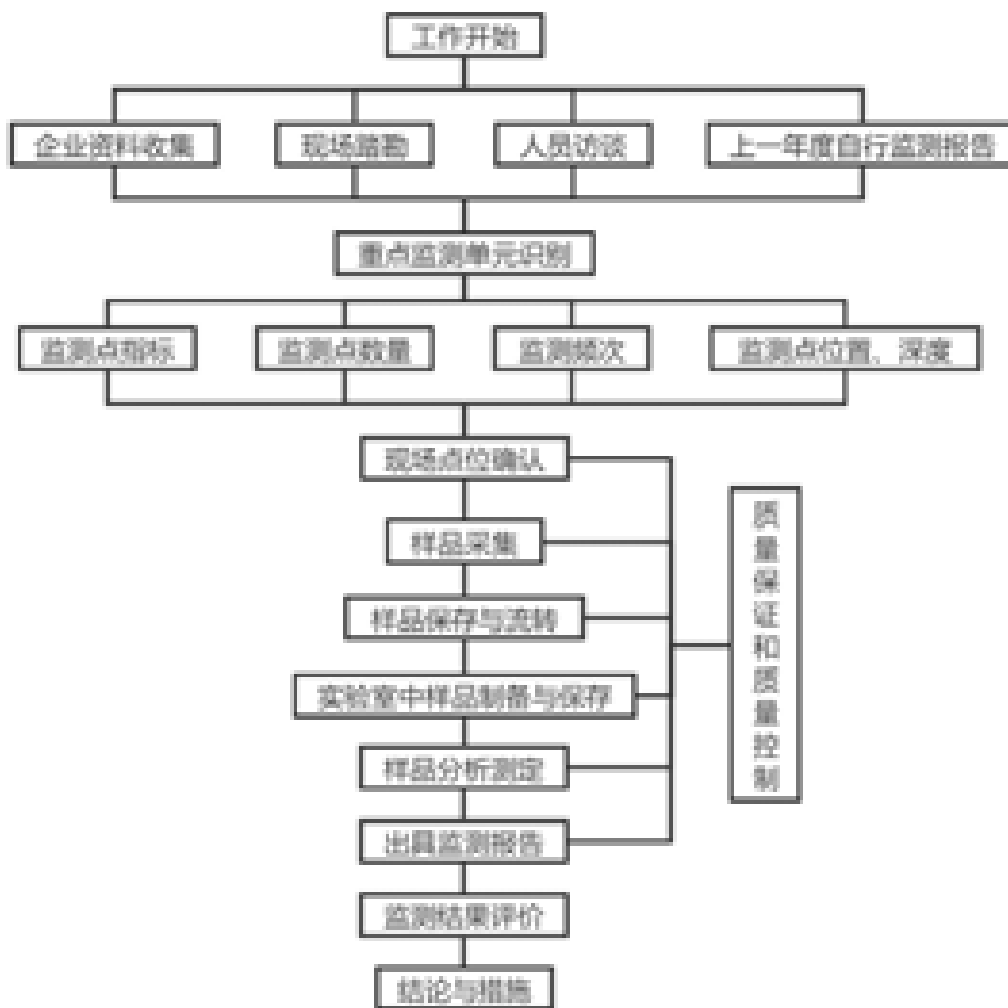 工作开始
企业资料收集
现场踏勘
人员访谈
上一年度自行监测报告
重点监测单元识别
监测点指标
监测点数量
监测频次
监测点位置、深度
现场点位确认
样品采集
样品保存与流转
实验室中样品制备与保存
样品分析测定
出具监测报告
监测结果评价
结论与措施
质量保证和质量控制